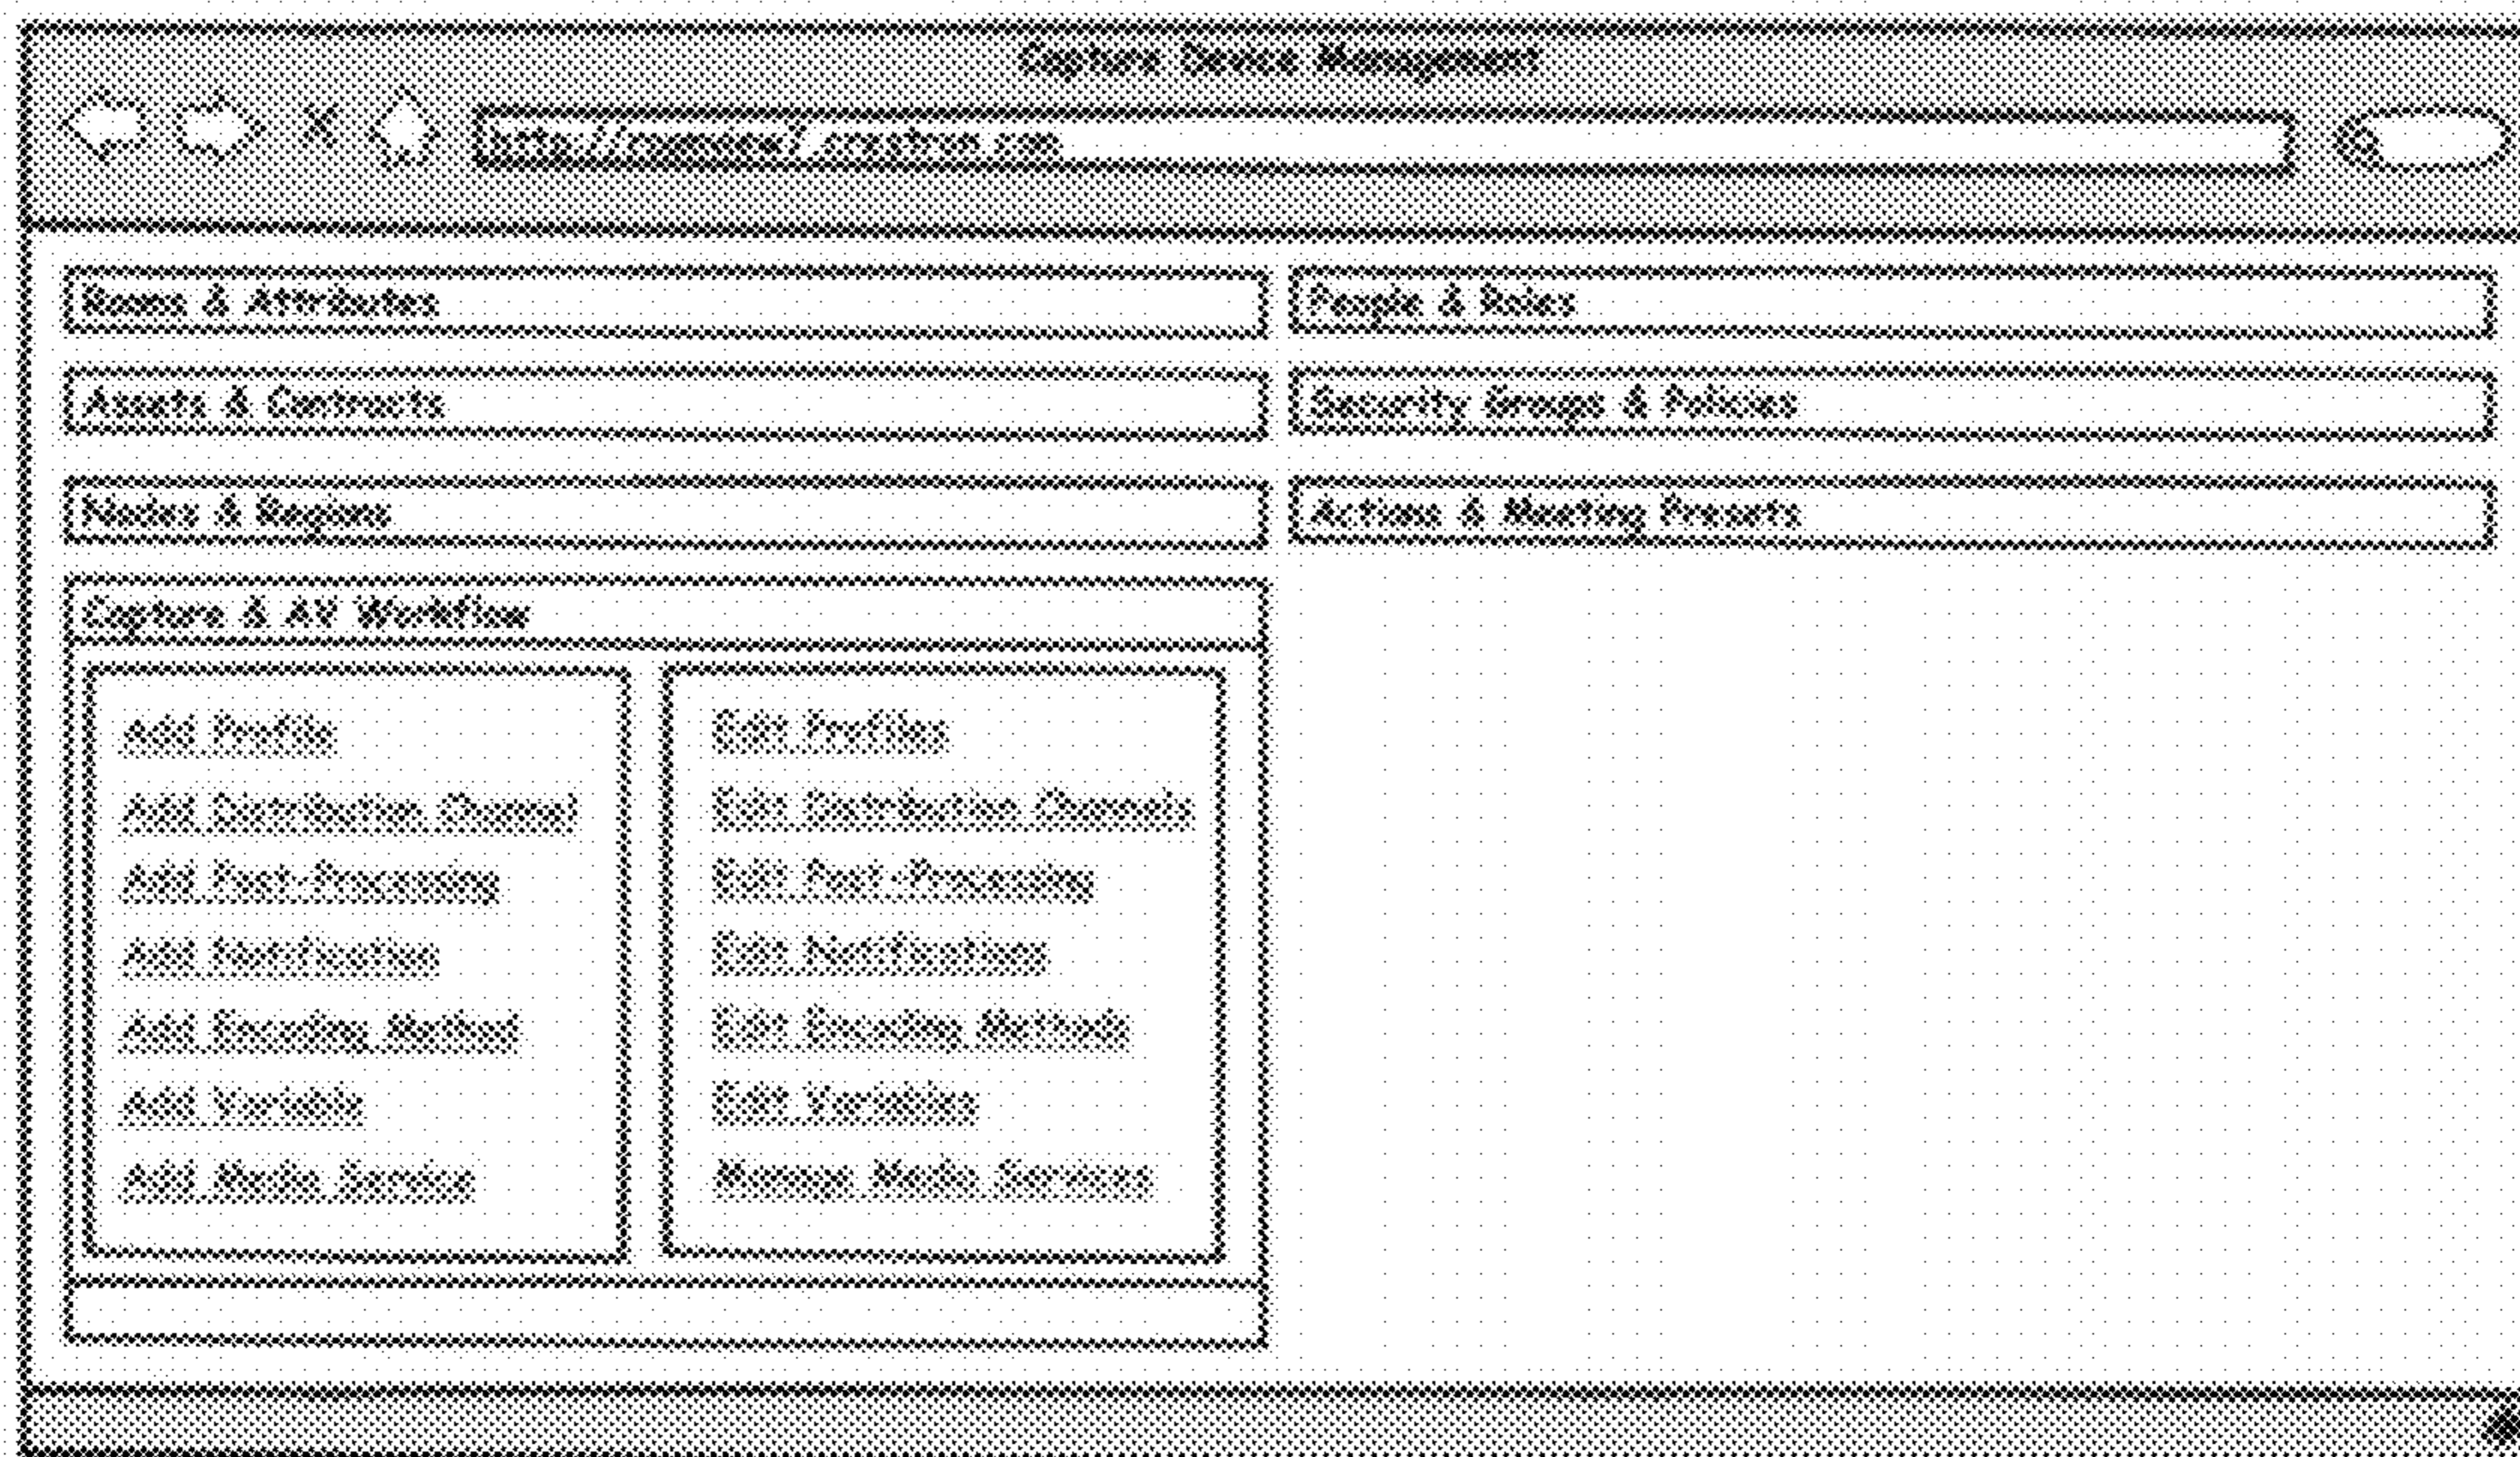 Capture Device Management
Rooms & Attributes
People & Roles
Assets & Contracts
Security Groups & Policies
Nodes & Regions
Actions & Meeting Presets
Capture & AV Workflow
Add Profile
Add Distribution Channel
Add Post-Processing
Add Notification
Add Encoding Method
Add Variable
Add Media Service
Edit Profiles
Edit Distribution Channels
Edit Post-Processing
Edit Notifications
Edit Encoding Methods
Edit Variables
Manage Media Services